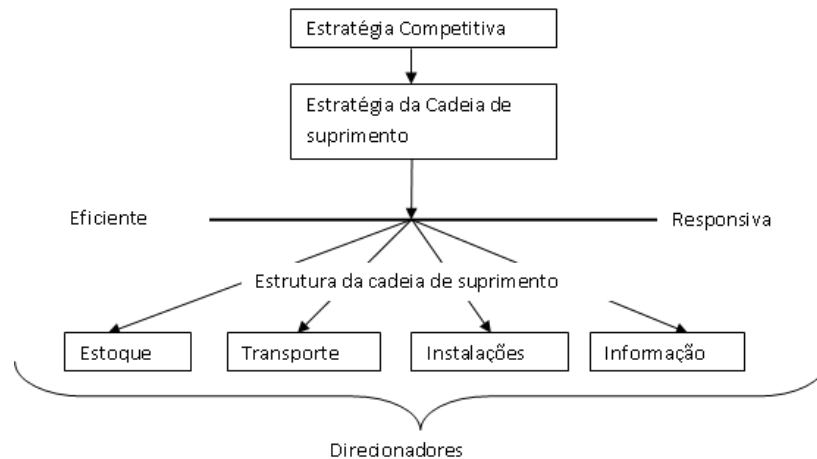 Estratégia Competitiva
Estratégia da Cadeia de
suprimento
Eficiente
Responsiva
Estrutura da cadeia de suprimento
Estoque
Transporte
Instalações
Informação
Direcionadores